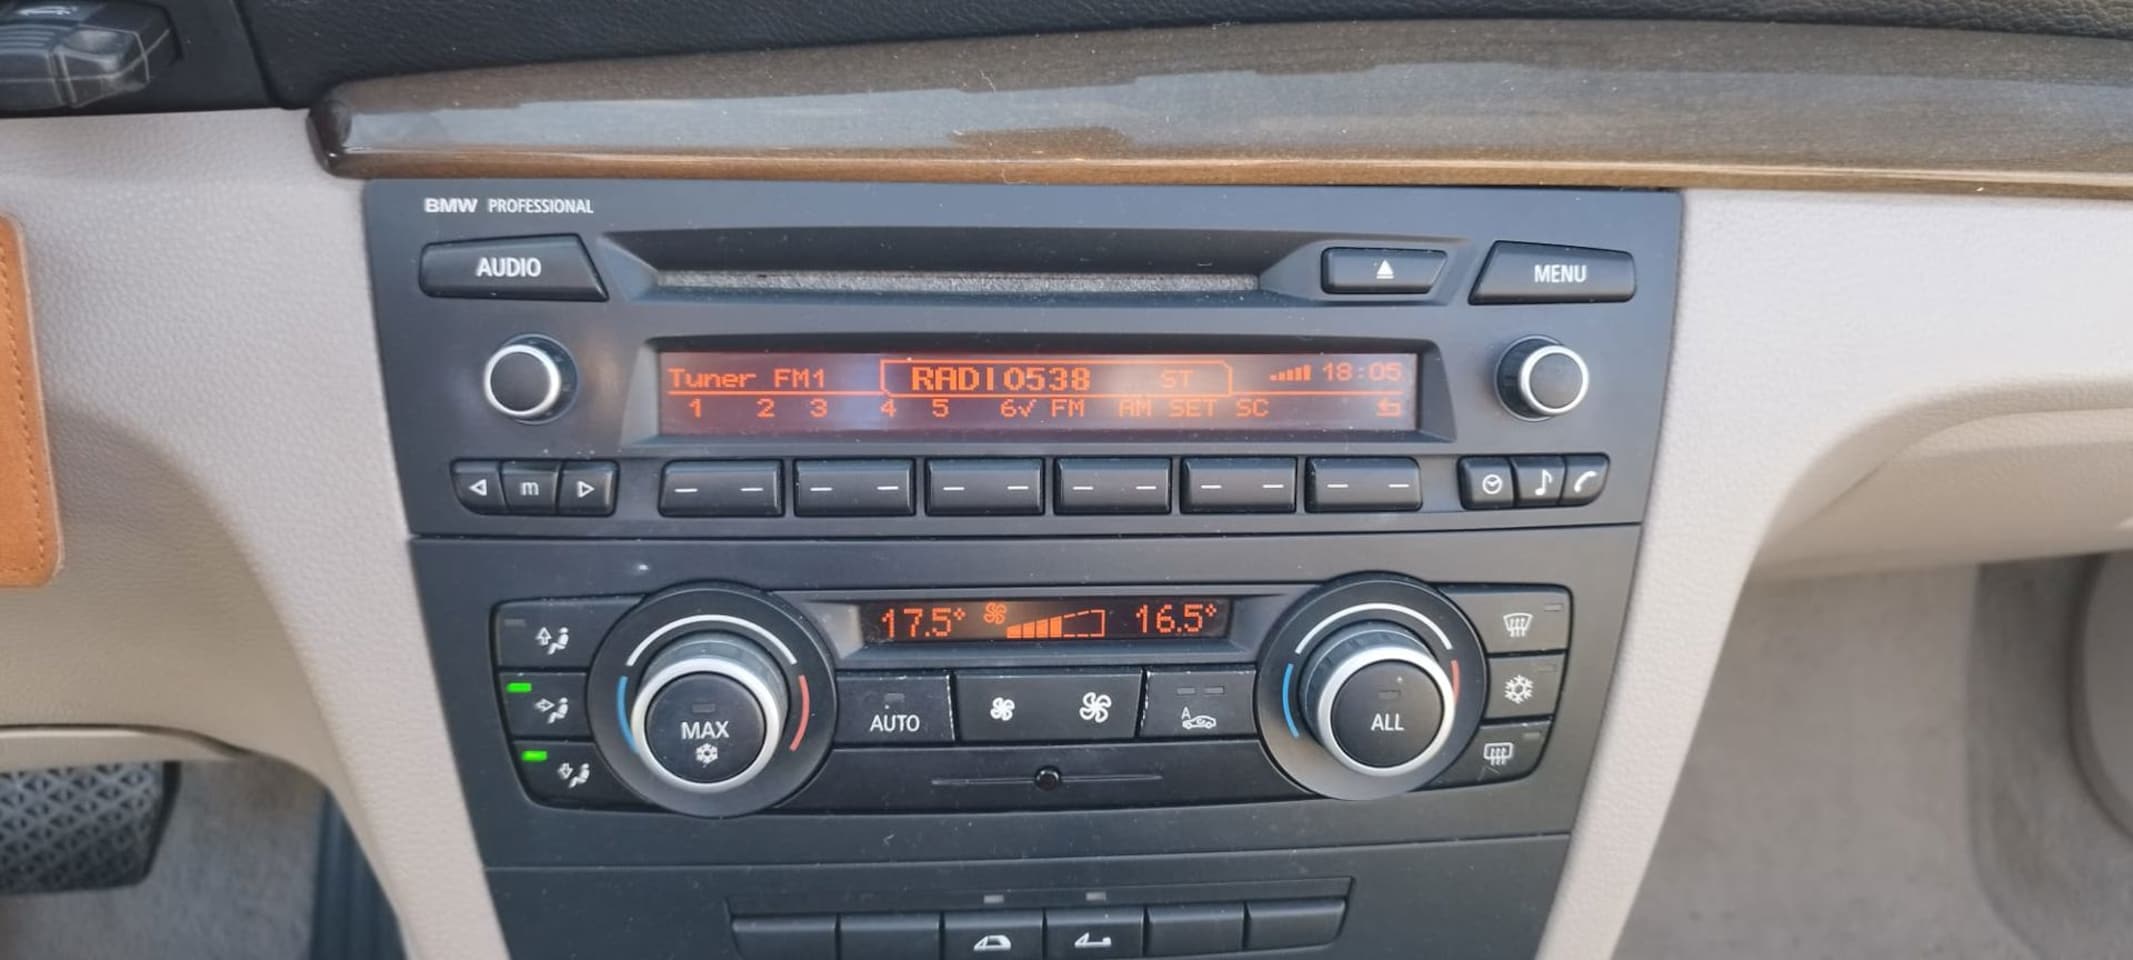 BMW PROFESSIONAL
AUDIO
MENU
Tuner FM1 RADIO538 ST 18:05
1 2 3 4 5 6✓ FM AM SET SC
m
17.5° 16.5°
MAX
AUTO
A
ALL